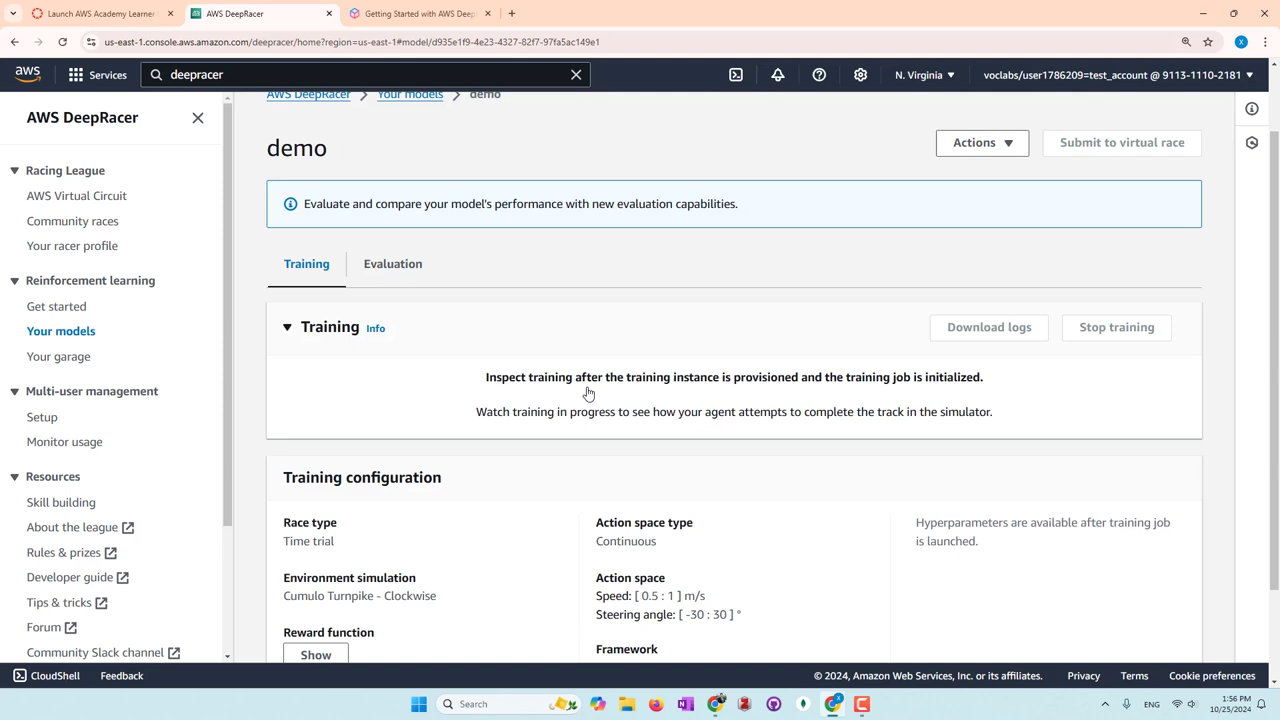 Launch AWS Academy Learner
AWS DeepRacer
Getting Started with AWS Deep
us-east-1.console.aws.amazon.com/deepracer/home?region=us-east-1#model/d935e1f9-4e23-4327-82f7-97fa5ac149e1
X
aws
Services
deepracer
N. Virginia
voclabs/user1786209=test_account @ 9113-1110-2181
AWS DeepRacer
Racing League
AWS Virtual Circuit
Community races
Your racer profile
Reinforcement learning
Get started
Your models
Your garage
Multi-user management
Setup
Monitor usage
Resources
Skill building
About the league
Rules & prizes
Developer guide
Tips & tricks
Forum
Community Slack channel
AWS DeepRacer
Your models
demo
demo
Actions
Submit to virtual race
Evaluate and compare your model's performance with new evaluation capabilities.
Training
Evaluation
Training
Info
Download logs
Stop training
Inspect training after the training instance is provisioned and the training job is initialized.
Watch training in progress to see how your agent attempts to complete the track in the simulator.
Training configuration
Race type
Time trial
Environment simulation
Cumulo Turnpike - Clockwise
Reward function
Show
Action space type
Continuous
Action space
Speed: [ 0.5 : 1 ] m/s
Steering angle: [ -30 : 30 ] °
Framework
Hyperparameters are available after training job
is launched.
CloudShell
Feedback
© 2024, Amazon Web Services, Inc. or its affiliates.
Privacy
Terms
Cookie preferences
Search
ENG
1:56 PM
10/25/2024